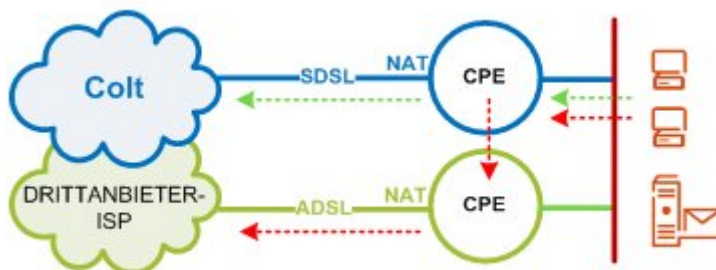 Colt
SDSL
NAT
CPE
DRITTANBIETER-
ISP
ADSL
NAT
CPE